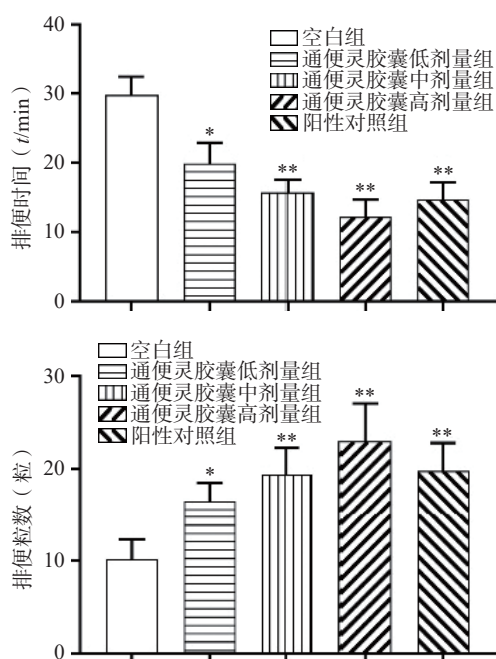 40
30
20
10
0
排便时间（t/min）
空白组
通便灵胶囊低剂量组
通便灵胶囊中剂量组
通便灵胶囊高剂量组
阳性对照组
*
**
**
**
30
20
10
0
排便粒数（粒）
空白组
通便灵胶囊低剂量组
通便灵胶囊中剂量组
通便灵胶囊高剂量组
阳性对照组
*
**
**
**